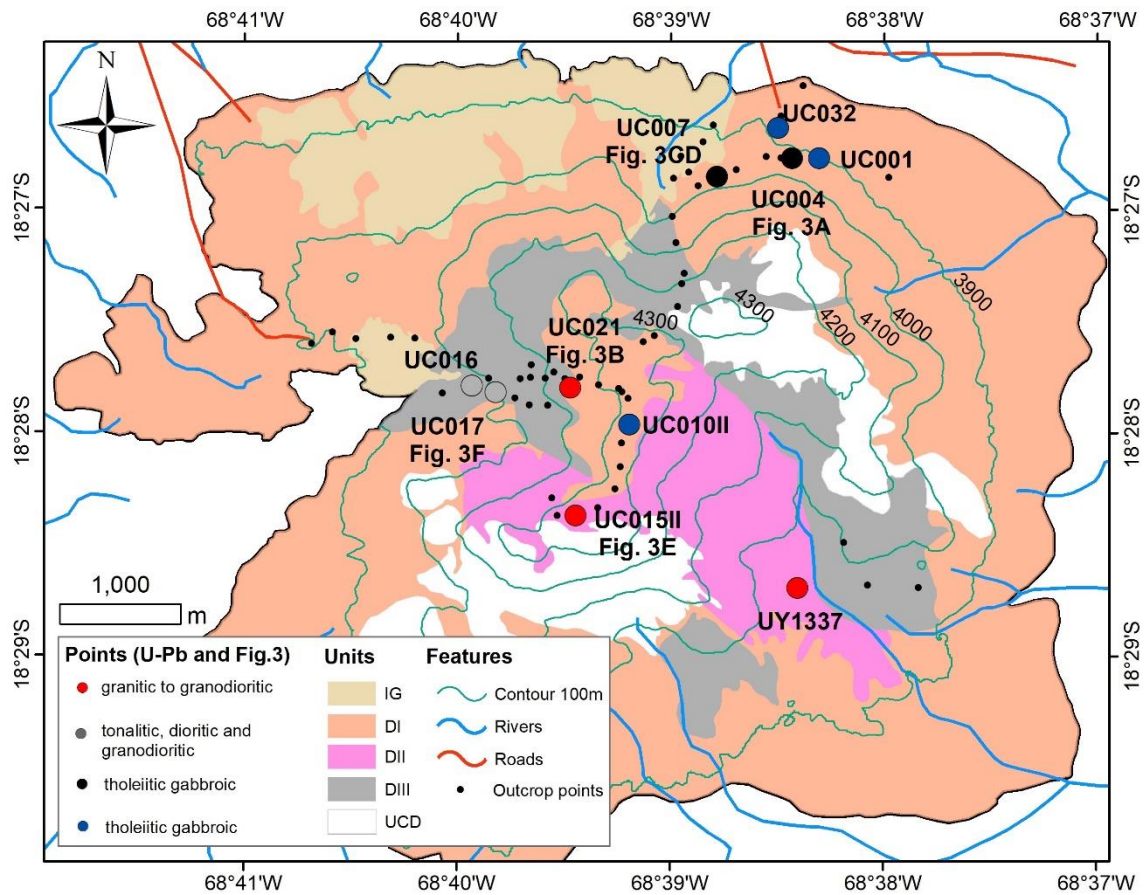 68°41'W
68°40'W
68°39'W
68°38'W
68°37'W
N
UC007
Fig. 3CD
UC032
UC001
UC004
Fig. 3A
18°27'S
18°27'S
3900
4000
4100
4200
4300
4300
UC021
Fig. 3B
UC016
UC017
Fig. 3F
UC010II
18°28'S
18°28'S
UC015II
Fig. 3E
UY1337
1,000
m
18°29'S
18°29'S
Points (U-Pb and Fig.3)
granitic to granodioritic
tonalitic, dioritic and
granodioritic
tholeiitic gabbroic
tholeiitic gabbroic
Units
IG
DI
DII
DIII
UCD
Features
Contour 100m
Rivers
Roads
Outcrop points
68°41'W
68°40'W
68°39'W
68°38'W
68°37'W